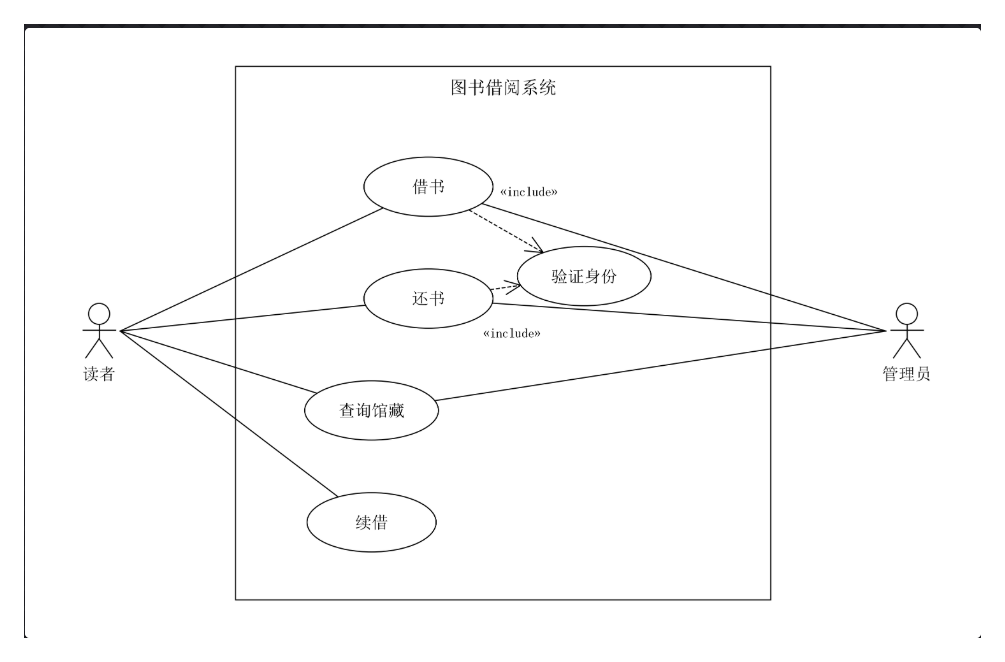 图书借阅系统
借书
«include»
验证身份
还书
«include»
读者
管理员
查询馆藏
续借